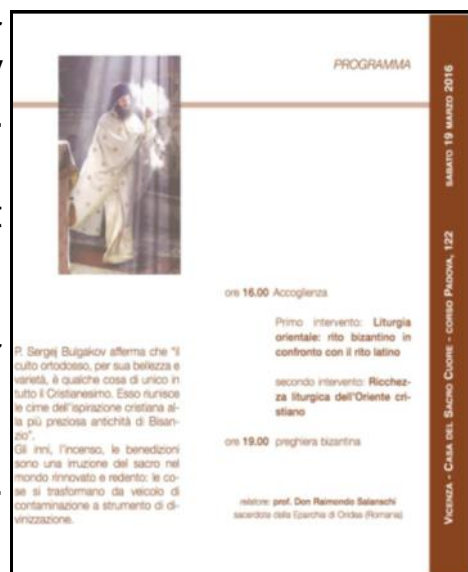 PROGRAMMA
ore 16.00 Accoglienza
Primo intervento: Liturgia
orientale: rito bizantino in
confronto con il rito latino
secondo intervento: Ricchez-
za liturgica dell'Oriente cri-
stiano
ore 19.00 preghiera bizantina
relatore: prof. Don Raimondo Salanschi
sacerdote della Eparchia di Oradea (Romania)
P. Sergej Bulgakov afferma che "il
culto ortodosso, per sua bellezza e
varietà, è qualche cosa di unico in
tutto il Cristianesimo. Esso riunisce
le cime dell'ispirazione cristiana al-
la più preziosa antichità di Bisan-
zio".
Gli inni, l'incenso, le benedizioni
sono una irruzione del sacro nel
mondo rinnovato e redento: le co-
se si trasformano da veicolo di
contaminazione a strumento di di-
vinizzazione.
VICENZA - CASA DEL SACRO CUORE - CORSO PADOVA, 122 SABATO 19 MARZO 2016